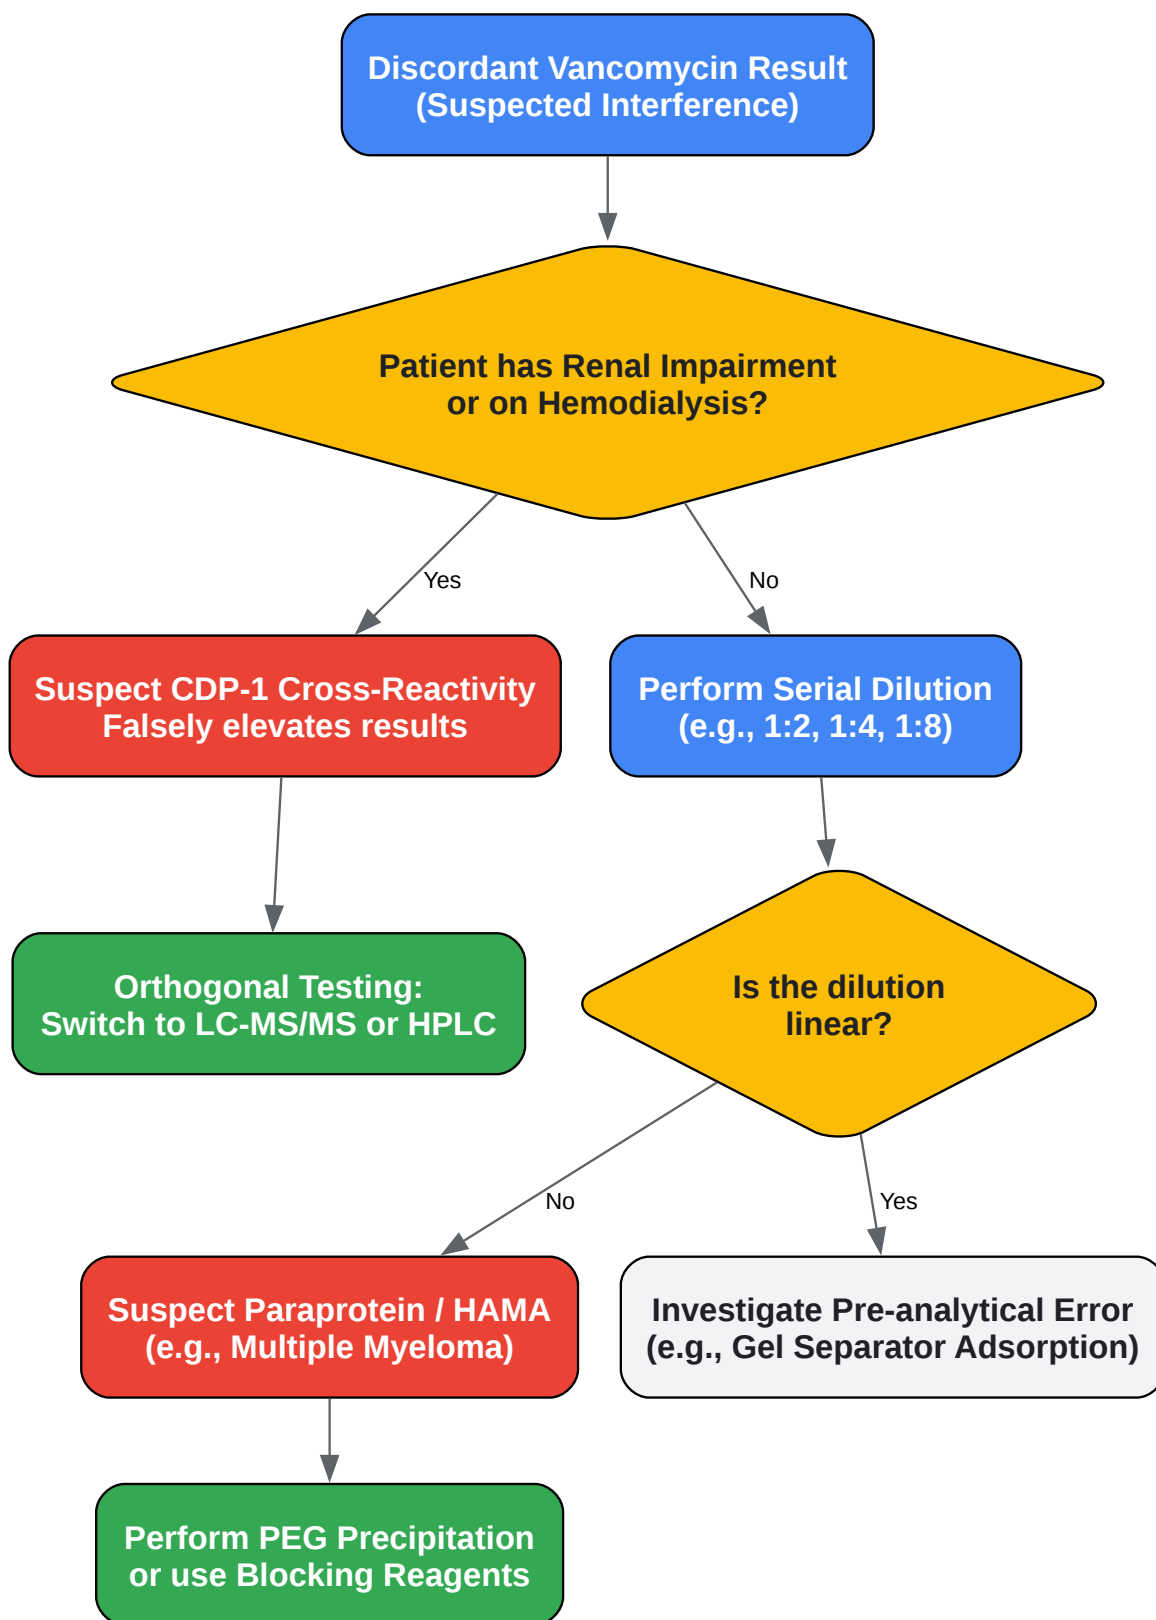 Discordant Vancomycin Result
(Suspected Interference)
Patient has Renal Impairment
or on Hemodialysis?
Yes
No
Suspect CDP-1 Cross-Reactivity
Falsely elevates results
Perform Serial Dilution
(e.g., 1:2, 1:4, 1:8)
Orthogonal Testing:
Switch to LC-MS/MS or HPLC
Is the dilution
linear?
No
Yes
Suspect Paraprotein / HAMA
(e.g., Multiple Myeloma)
Investigate Pre-analytical Error
(e.g., Gel Separator Adsorption)
Perform PEG Precipitation
or use Blocking Reagents